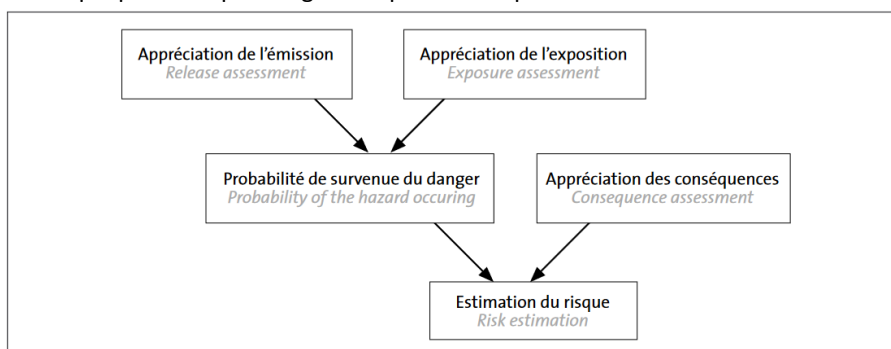 Appréciation de l'émission
Release assessment
Appréciation de l'exposition
Exposure assessment
Probabilité de survenue du danger
Probability of the hazard occuring
Appréciation des conséquences
Consequence assessment
Estimation du risque
Risk estimation